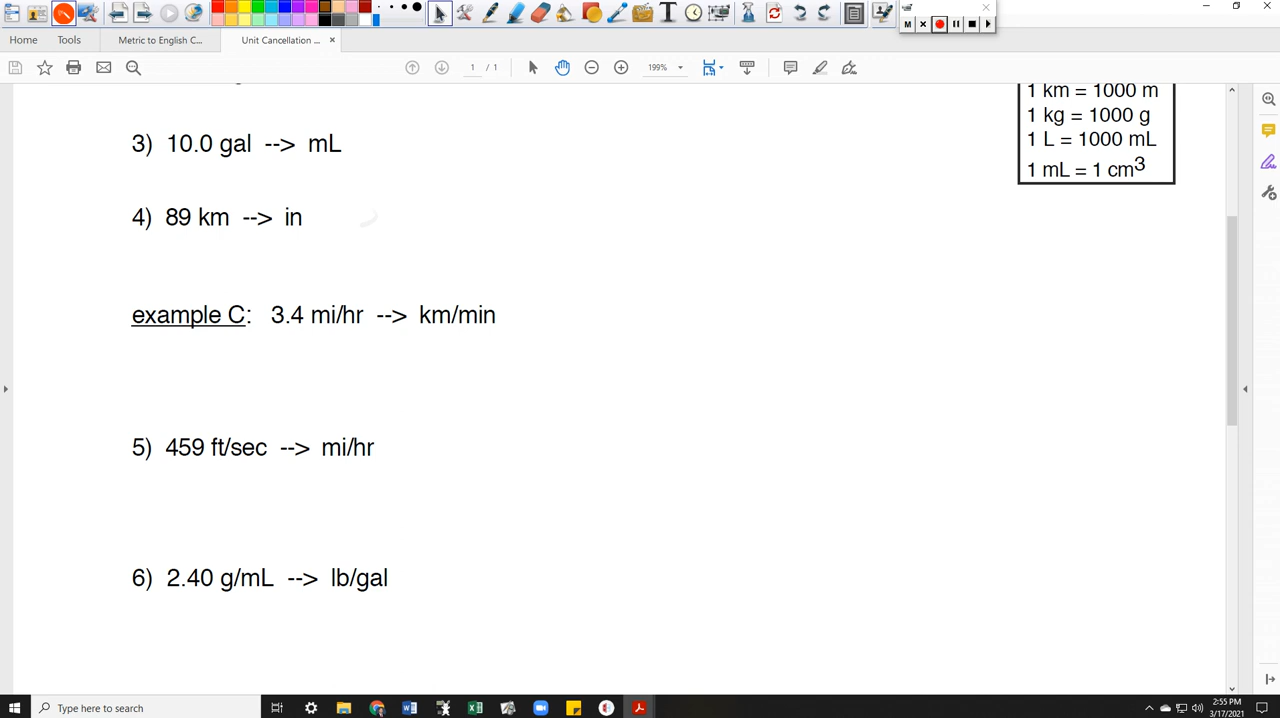 M
Home Tools Metric to English C... Unit Cancellation ... ×
1 / 1 199%
1 km = 1000 m
1 kg = 1000 g
1 L = 1000 mL
1 mL = 1 cm³
3) 10.0 gal --> mL
4) 89 km --> in
example C: 3.4 mi/hr --> km/min
5) 459 ft/sec --> mi/hr
6) 2.40 g/mL --> lb/gal
Type here to search
2:55 PM
3/17/2021